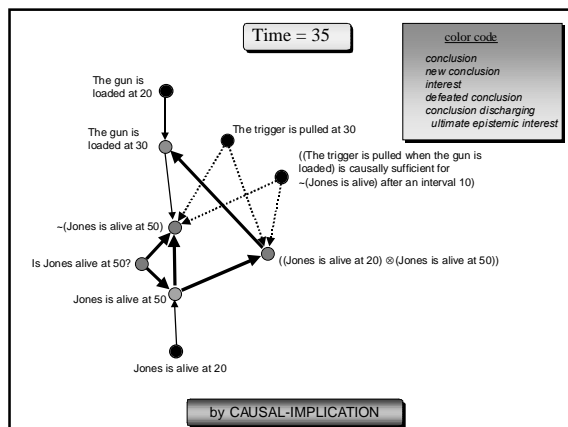 Time = 35
color code
conclusion
new conclusion
interest
defeated conclusion
conclusion discharging
ultimate epistemic interest
The gun is
loaded at 20
The gun is
loaded at 30
The trigger is pulled at 30
((The trigger is pulled when the gun is
loaded) is causally sufficient for
~(Jones is alive) after an interval 10)
~(Jones is alive at 50)
Is Jones alive at 50?
((Jones is alive at 20) ⊗(Jones is alive at 50))
Jones is alive at 50
Jones is alive at 20
by CAUSAL-IMPLICATION